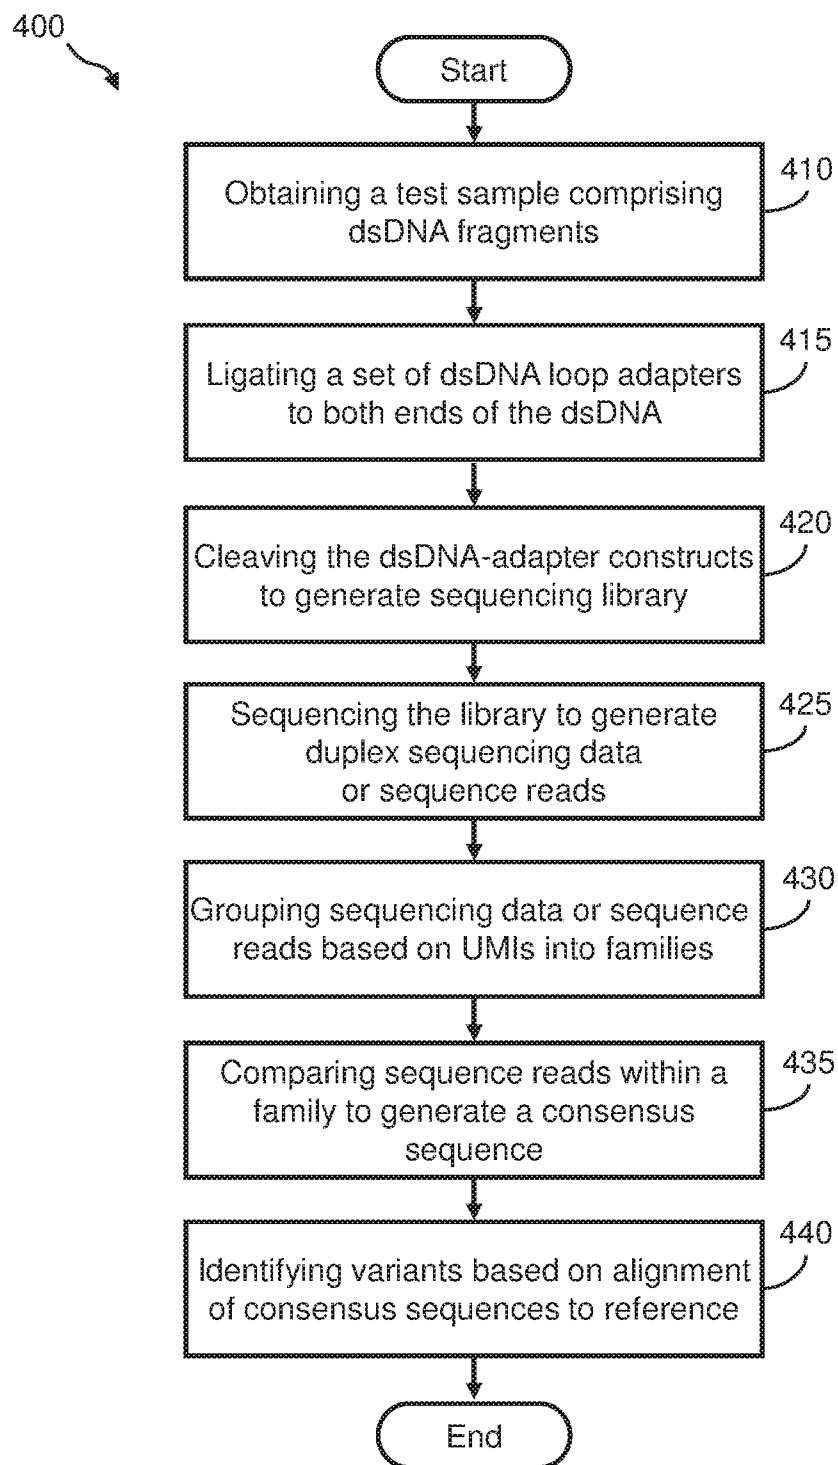 400
Start
410
Obtaining a test sample comprising
dsDNA fragments
415
Ligating a set of dsDNA loop adapters
to both ends of the dsDNA
420
Cleaving the dsDNA-adapter constructs
to generate sequencing library
425
Sequencing the library to generate
duplex sequencing data
or sequence reads
430
Grouping sequencing data or sequence
reads based on UMIs into families
435
Comparing sequence reads within a
family to generate a consensus
sequence
440
Identifying variants based on alignment
of consensus sequences to reference
End